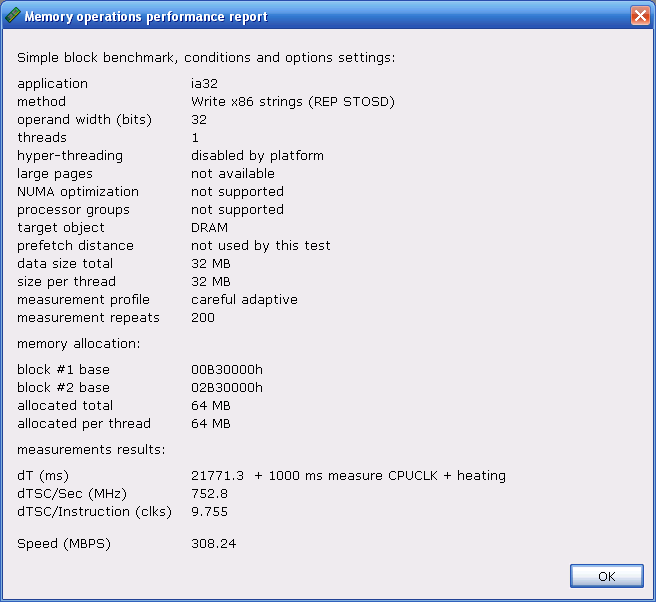 Memory operations performance report
Simple block benchmark, conditions and options settings:
application ia32
method Write x86 strings (REP STOSD)
operand width (bits) 32
threads 1
hyper-threading disabled by platform
large pages not available
NUMA optimization not supported
processor groups not supported
target object DRAM
prefetch distance not used by this test
data size total 32 MB
size per thread 32 MB
measurement profile careful adaptive
measurement repeats 200
memory allocation:
block #1 base 00B30000h
block #2 base 02B30000h
allocated total 64 MB
allocated per thread 64 MB
measurements results:
dT (ms) 21771.3 + 1000 ms measure CPUCLK + heating
dTSC/Sec (MHz) 752.8
dTSC/Instruction (clks) 9.755
Speed (MBPS) 308.24
OK